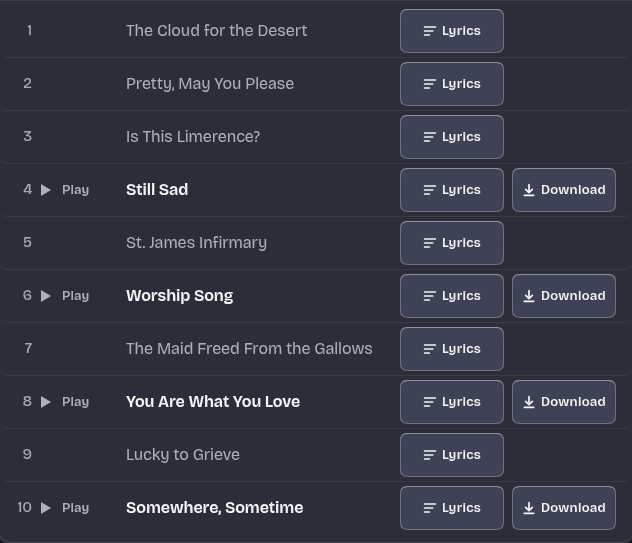 1 The Cloud for the Desert Lyrics
2 Pretty, May You Please Lyrics
3 Is This Limerence? Lyrics
4 Play Still Sad Lyrics Download
5 St. James Infirmary Lyrics
6 Play Worship Song Lyrics Download
7 The Maid Freed From the Gallows Lyrics
8 Play You Are What You Love Lyrics Download
9 Lucky to Grieve Lyrics
10 Play Somewhere, Sometime Lyrics Download